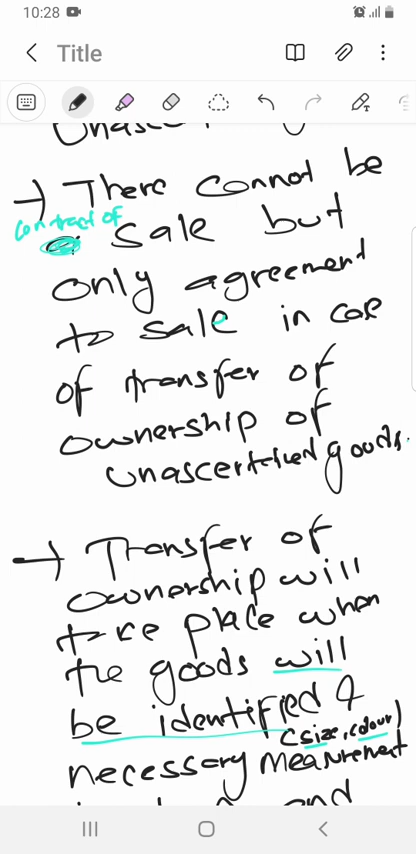 10:28
Title
→ There cannot be
contract of
sale but
only agreement
to sale in case
of transfer of
ownership of
unascertained goods.
→ Transfer of
ownership will
take place when
the goods will
be identified &
(size, colour)
necessary measurement
and